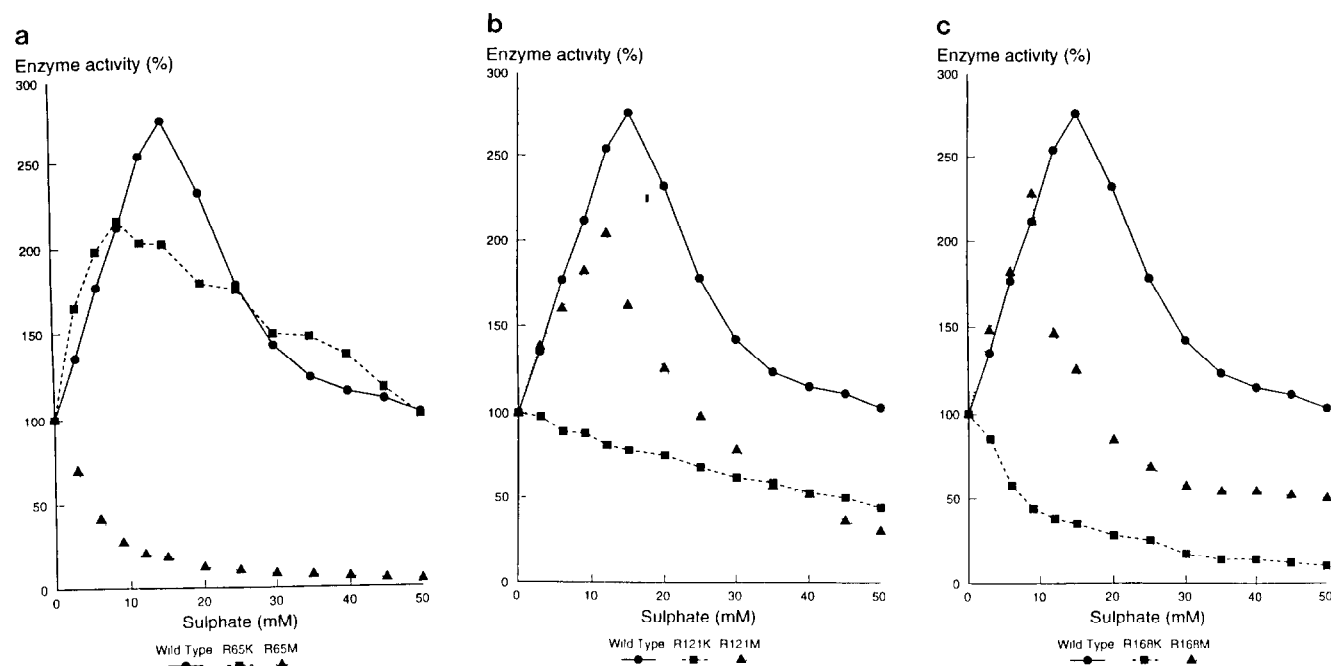 a
Enzyme activity (%)
300
250
200
150
100
50
0
0 10 20 30 40 50
Sulphate (mM)
Wild Type R65K R65M
b
Enzyme activity (%)
300
250
200
150
100
50
0
0 10 20 30 40 50
Sulphate (mM)
Wild Type R121K R121M
c
Enzyme activity (%)
300
250
200
150
100
50
0
0 10 20 30 40 50
Sulphate (mM)
Wild Type R168K R168M